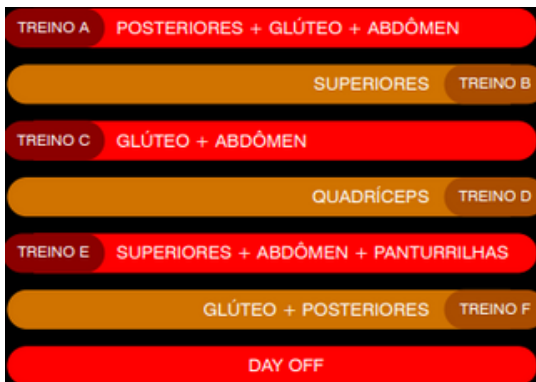 TREINO A POSTERIORES + GLÚTEO + ABDÔMEN
SUPERIORES TREINO B
TREINO C GLÚTEO + ABDÔMEN
QUADRÍCEPS TREINO D
TREINO E SUPERIORES + ABDÔMEN + PANTURRILHAS
GLÚTEO + POSTERIORES TREINO F
DAY OFF